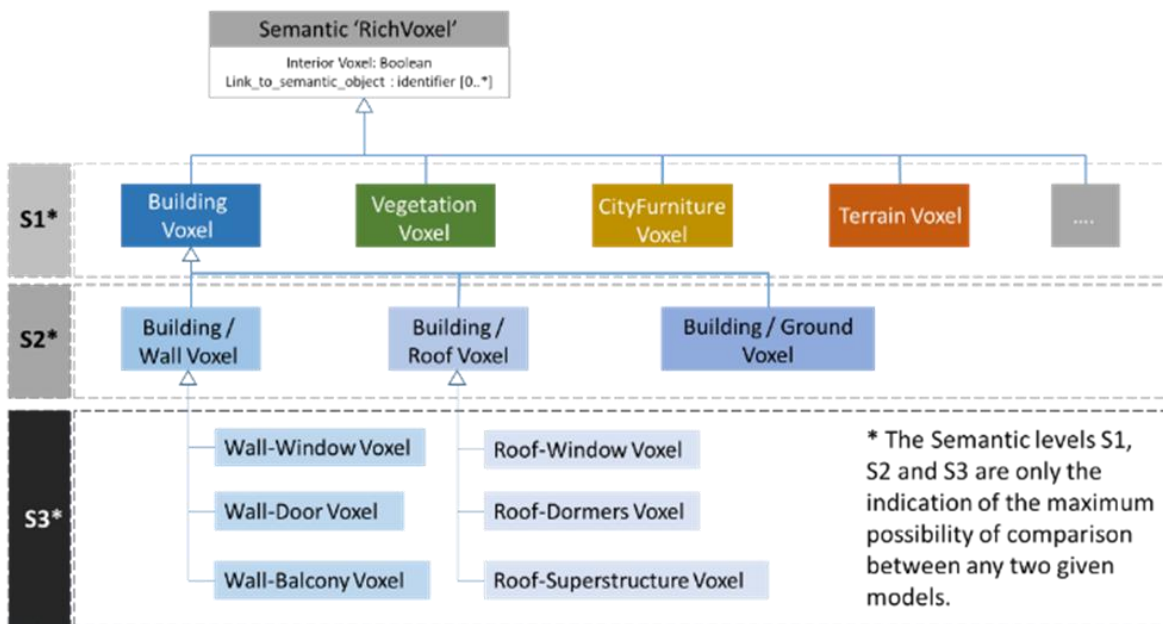 Semantic 'RichVoxel'
Interior Voxel: Boolean
Link_to_semantic_object : identifier [0..*]
S1*
Building
Voxel
Vegetation
Voxel
CityFurniture
Voxel
Terrain Voxel
....
S2*
Building /
Wall Voxel
Building /
Roof Voxel
Building / Ground
Voxel
S3*
Wall-Window Voxel
Wall-Door Voxel
Wall-Balcony Voxel
Roof-Window Voxel
Roof-Dormers Voxel
Roof-Superstructure Voxel
* The Semantic levels S1,
S2 and S3 are only the
indication of the maximum
possibility of comparison
between any two given
models.